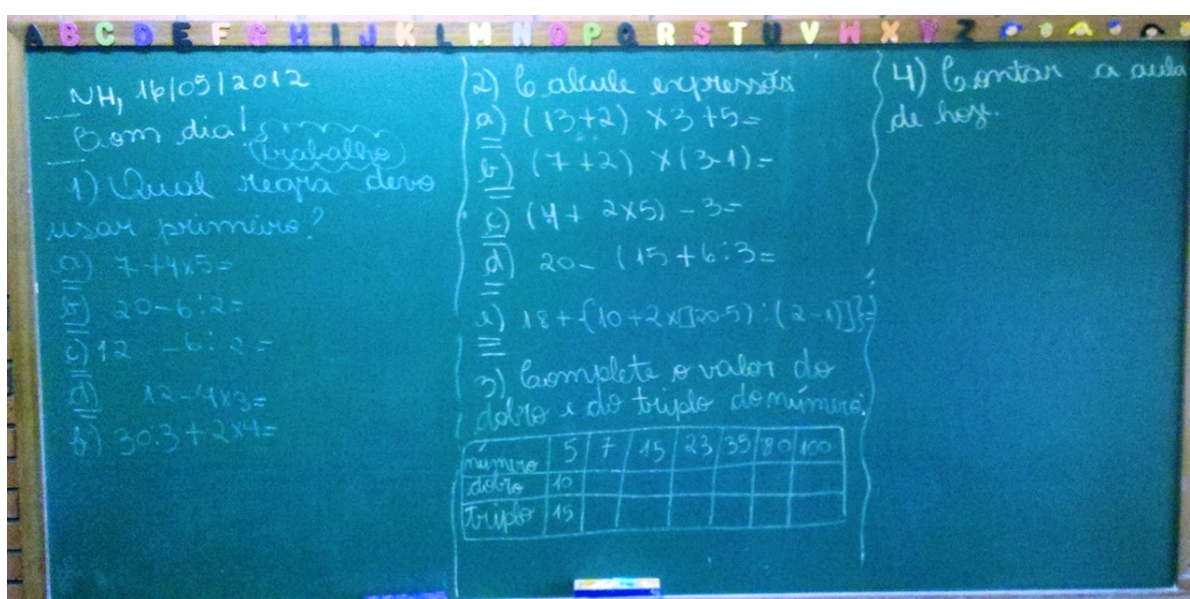 A B C D E F G H I J K L M N O P Q R S T U V W X Y Z
NH, 16/05/2012
Bom dia!
Trabalho
1) Qual regra devo
usar primeiro?
a) 7+4x5=
b) 20-6:2=
c) 12 -6:2=
d) 12-4x3=
f) 30:3+2x4=
2) Calcule expressões
a) (13+2) x3+5=
b) (7+2) x(3-1)=
c) (4+ 2x5) -3=
d) 20- (15+6:3=
e) 18+{10+2x[]20-5):(2-1)]]}=
3) Complete o valor do
dobro e do triplo do número.
número 5 7 15 23 35 80 100
dobro 10
triplo 15
4) Contar a aula
de hoje.